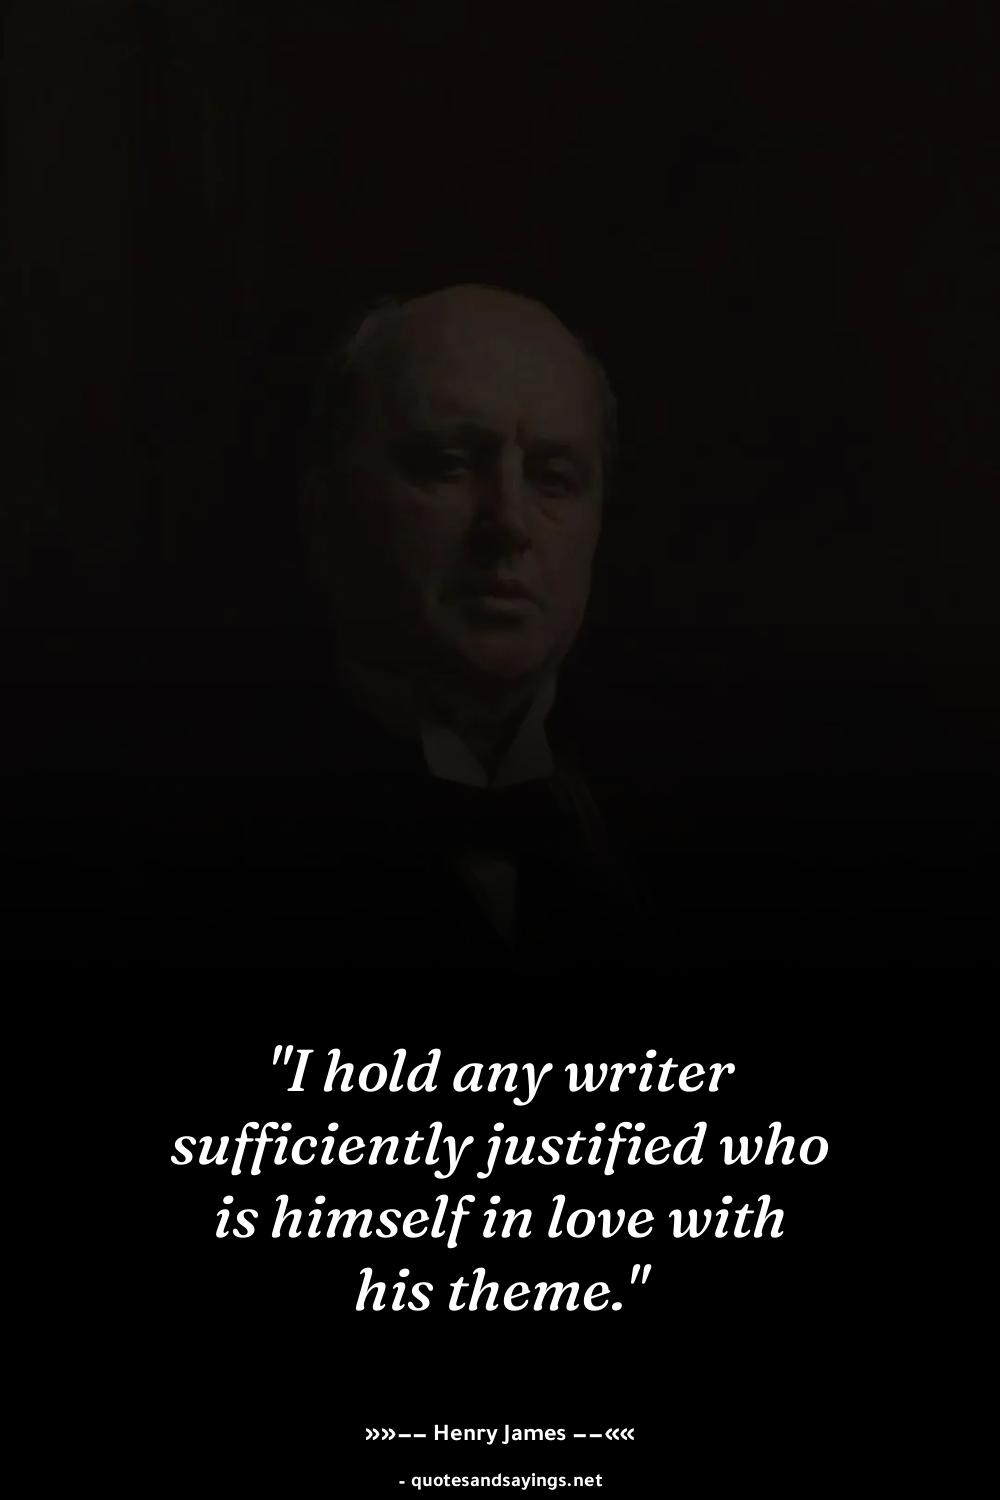 "I hold any writer
sufficiently justified who
is himself in love with
his theme."
»»–– Henry James ––««
- quotesandsayings.net